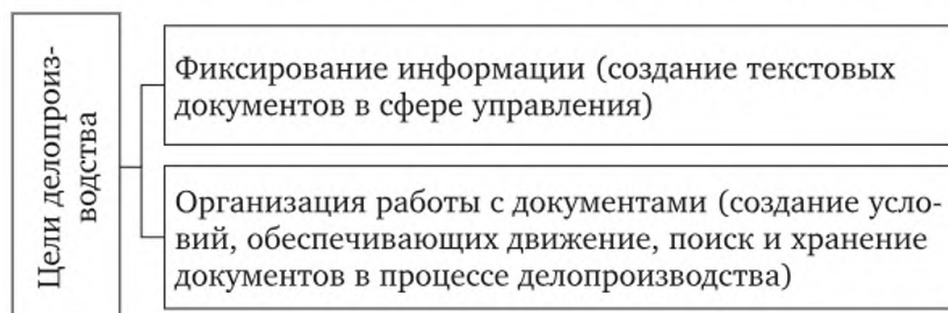 Цели делопроиз-
водства
Фиксирование информации (создание текстовых
документов в сфере управления)
Организация работы с документами (создание усло-
вий, обеспечивающих движение, поиск и хранение
документов в процессе делопроизводства)